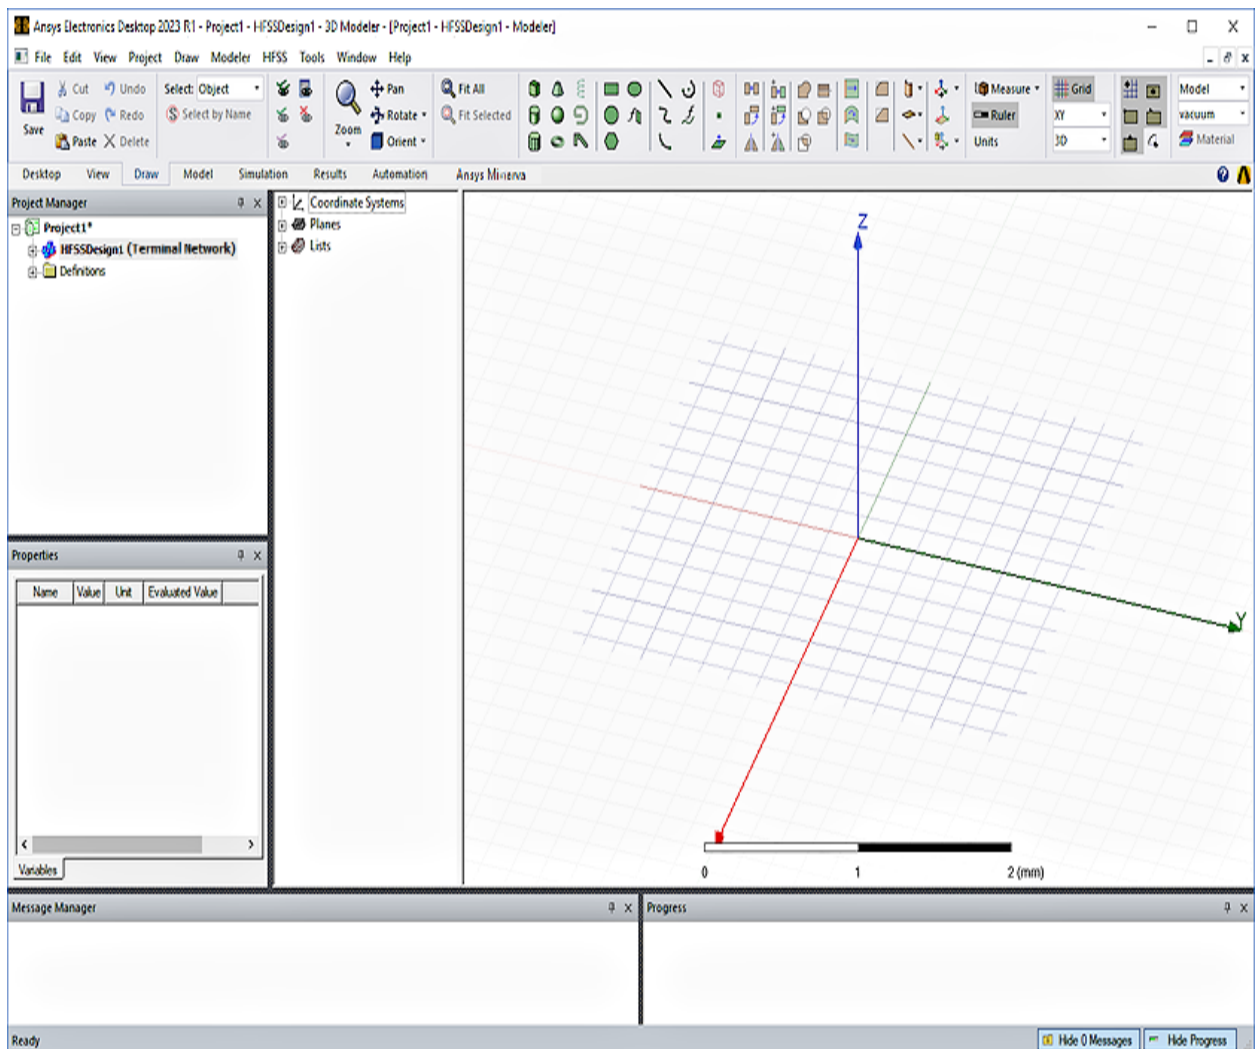 Ansys Electronics Desktop 2023 R1 - Project1 - HFSSDesign1 - 3D Modeler - [Project1 - HFSSDesign1 - Modeler]
File Edit View Project Draw Modeler HFSS Tools Window Help
Save
Cut
Copy
Paste
Undo
Redo
Delete
Select: Object
Select by Name
Zoom
Pan
Rotate
Orient
Fit All
Fit Selected
Measure
Ruler
Units
Grid
XY
3D
Model
vacuum
Material
Desktop View Draw Model Simulation Results Automation Ansys Minerva
Project Manager
Project1*
HFSSDesign1 (Terminal Network)
Definitions
Coordinate Systems
Planes
Lists
Z
Y
0 1 2 (mm)
Properties
Name Value Unit Evaluated Value
Variables
Message Manager
Progress
Ready
Hide 0 Messages
Hide Progress